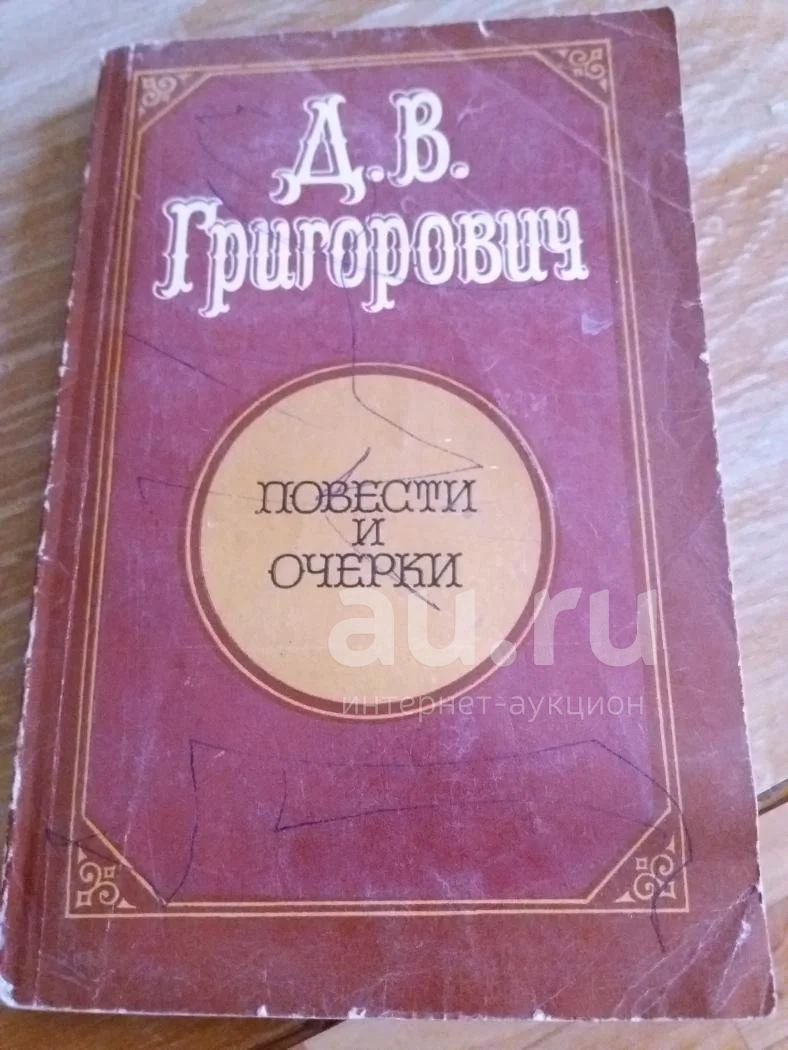 Д.В.
Григорович
ПОВЕСТИ
И
ОЧЕРКИ
au.ru
интернет-аукцион